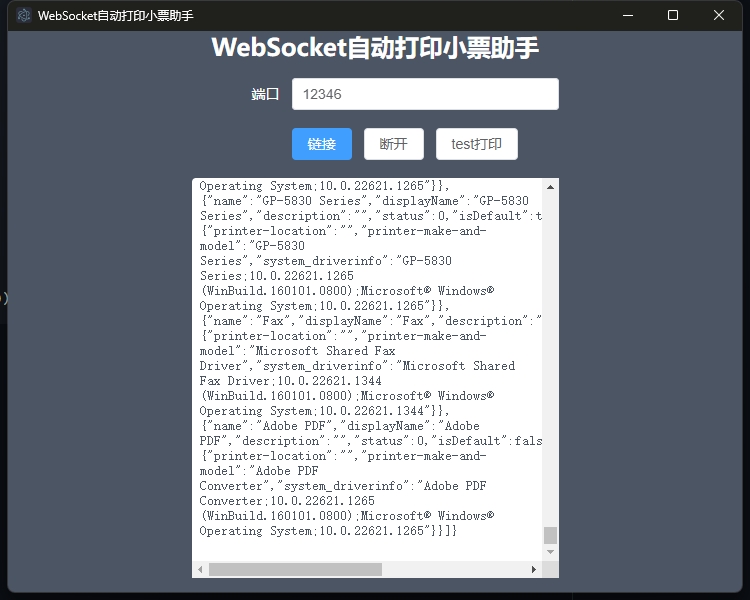 WebSocket自动打印小票助手
WebSocket自动打印小票助手
端口 12346
链接 断开 test打印
Operating System;10.0.22621.1265"}},
{"name":"GP-5830 Series","displayName":"GP-5830
Series","description":"","status":0,"isDefault":t
{"printer-location":"","printer-make-and-
model":"GP-5830
Series","system_driverinfo":"GP-5830
Series;10.0.22621.1265
(WinBuild.160101.0800);Microsoft® Windows®
Operating System;10.0.22621.1265"}},
{"name":"Fax","displayName":"Fax","description":"
{"printer-location":"","printer-make-and-
model":"Microsoft Shared Fax
Driver","system_driverinfo":"Microsoft Shared
Fax Driver;10.0.22621.1344
(WinBuild.160101.0800);Microsoft® Windows®
Operating System;10.0.22621.1344"}},
{"name":"Adobe PDF","displayName":"Adobe
PDF","description":"","status":0,"isDefault":fals
{"printer-location":"","printer-make-and-
model":"Adobe PDF
Converter","system_driverinfo":"Adobe PDF
Converter;10.0.22621.1265
(WinBuild.160101.0800);Microsoft® Windows®
Operating System;10.0.22621.1265"}}]}